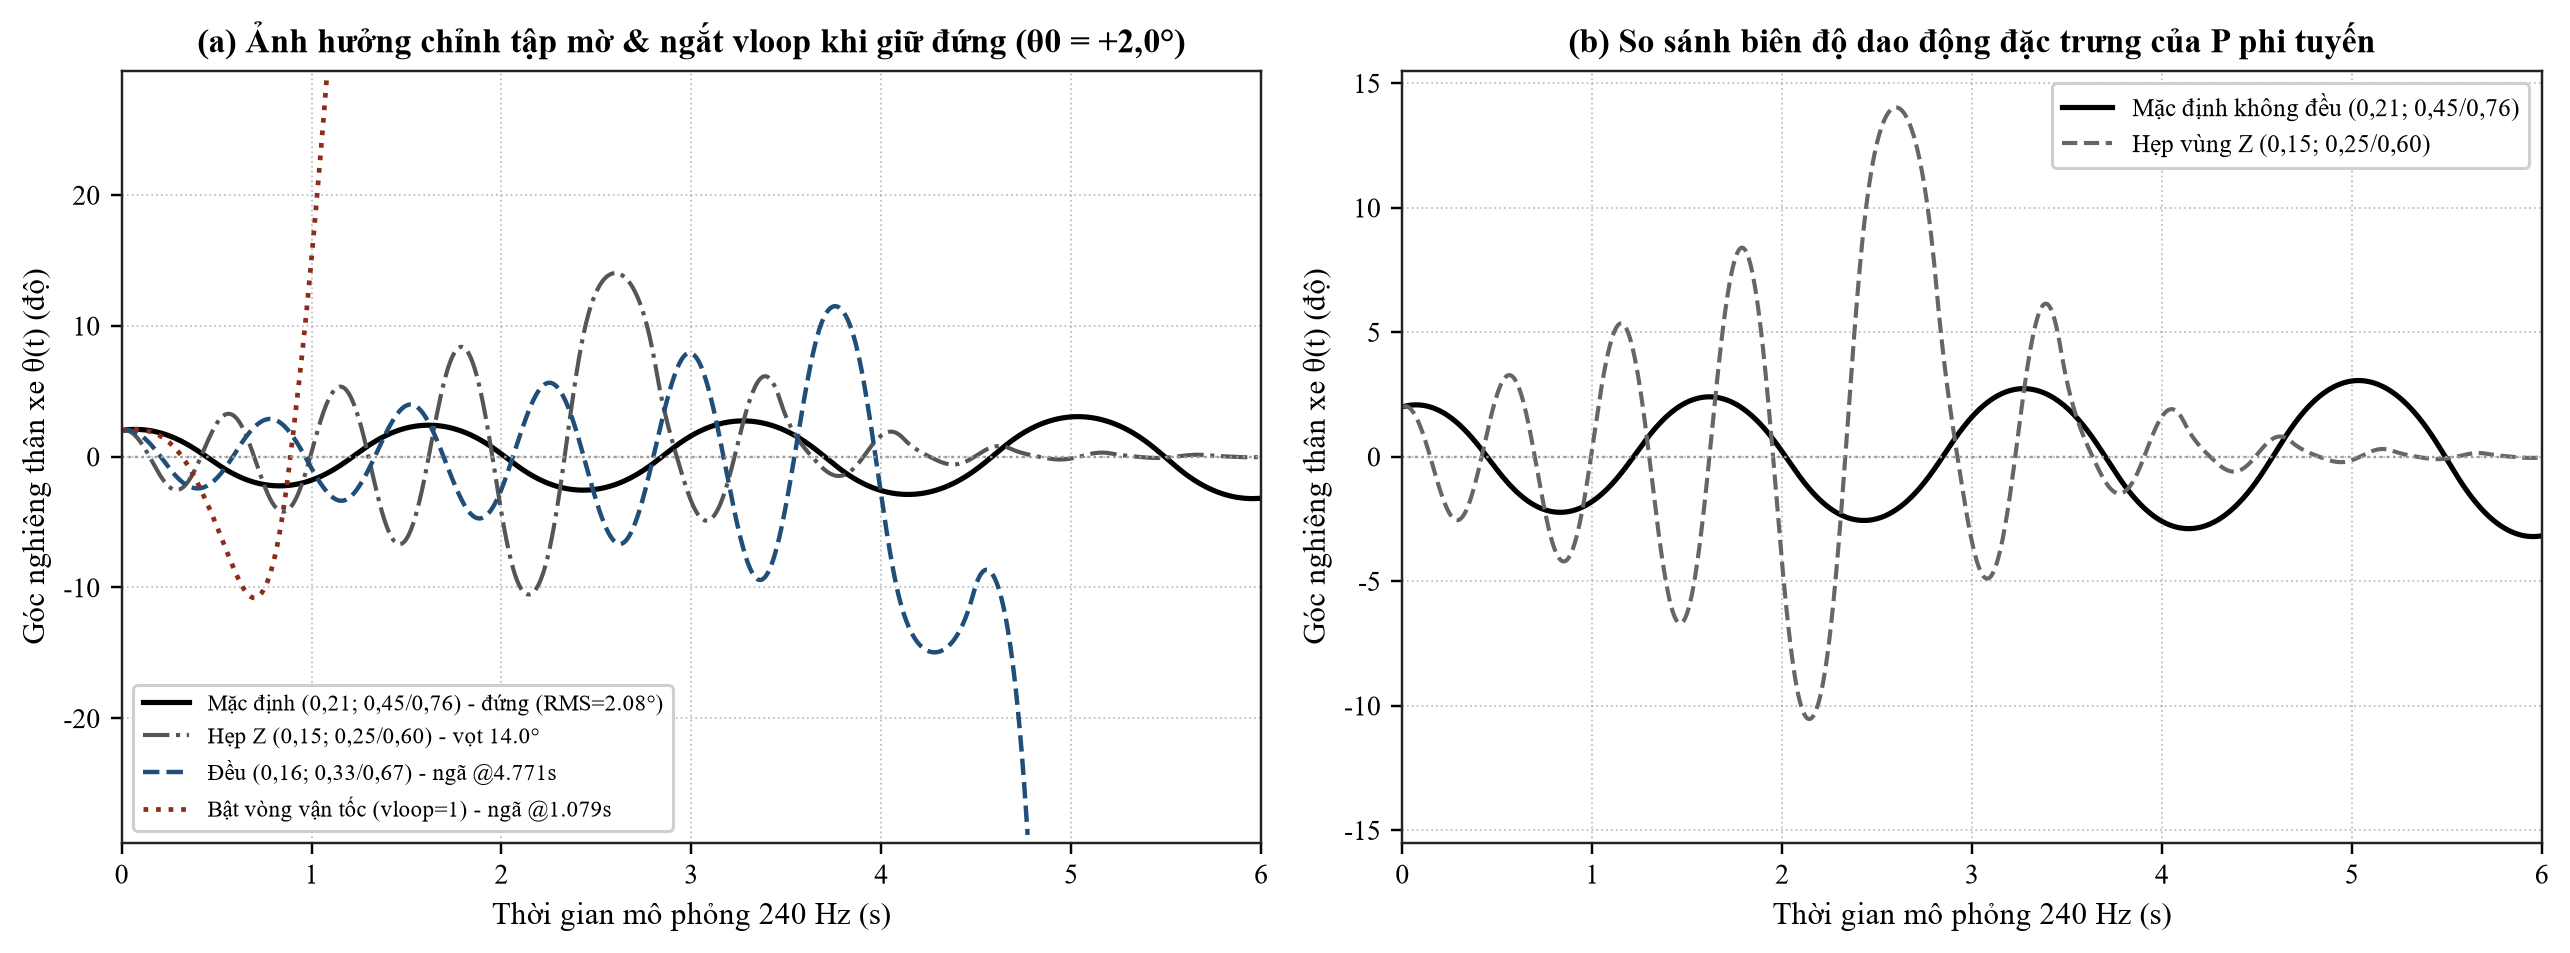 (a) Ảnh hưởng chỉnh tập mờ & ngắt vloop khi giữ đứng (θ0 = +2,0°)
Góc nghiêng thân xe θ(t) (độ)
20
10
0
-10
-20
Mặc định (0,21; 0,45/0,76) - đứng (RMS=2.08°)
Hẹp Z (0,15; 0,25/0,60) - vọt 14.0°
Đều (0,16; 0,33/0,67) - ngã @4.771s
Bật vòng vận tốc (vloop=1) - ngã @1.079s
0 1 2 3 4 5 6
Thời gian mô phỏng 240 Hz (s)
(b) So sánh biên độ dao động đặc trưng của P phi tuyến
Góc nghiêng thân xe θ(t) (độ)
15
10
5
0
-5
-10
-15
Mặc định không đều (0,21; 0,45/0,76)
Hẹp vùng Z (0,15; 0,25/0,60)
0 1 2 3 4 5 6
Thời gian mô phỏng 240 Hz (s)